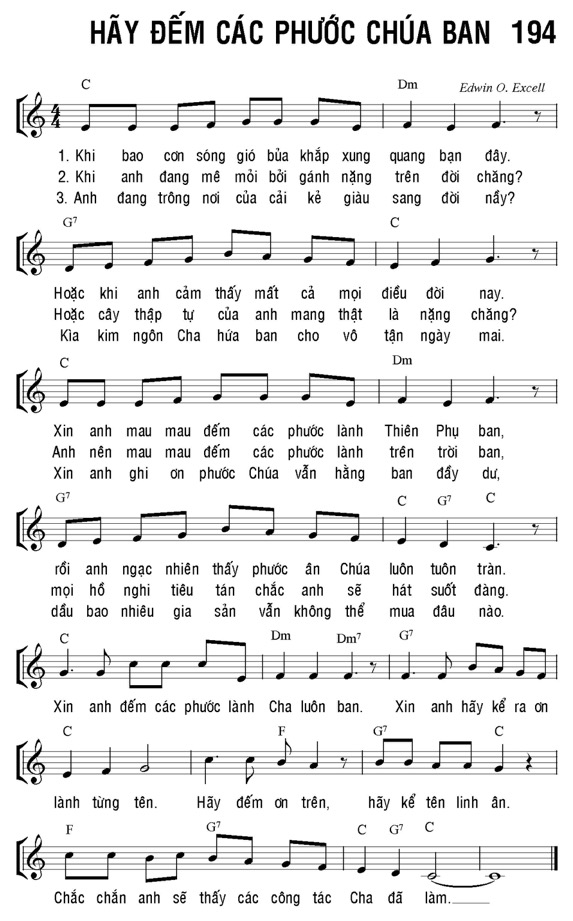 HÃY ĐẾM CÁC PHƯỚC CHÚA BAN 194
C Dm Edwin O. Excell
1. Khi bao cơn sóng gió bủa khắp xung quang bạn đây.
2. Khi anh đang mê mỏi bởi gánh nặng trên đời chăng?
3. Anh đang trông nơi của cải kẻ giàu sang đời nầy?
G7 C
Hoặc khi anh cảm thấy mất cả mọi điều đời nay.
Hoặc cây thập tự của anh mang thật là nặng chăng?
Kìa kim ngôn Cha hứa ban cho vô tận ngày mai.
C Dm
Xin anh mau mau đếm các phước lành Thiên Phụ ban,
Anh nên mau mau đếm các phước lành trên trời ban,
Xin anh ghi ơn phước Chúa vẫn hằng ban đầy dư,
G7 C G7 C
rồi anh ngạc nhiên thấy phước ân Chúa luôn tuôn tràn.
mọi hồ nghi tiêu tán chắc anh sẽ hát suốt đàng.
dầu bao nhiêu gia sản vẫn không thể mua đâu nào.
C Dm Dm7 G7
Xin anh đếm các phước lành Cha luôn ban. Xin anh hãy kể ra ơn
C F G7 C
lành từng tên. Hãy đếm ơn trên, hãy kể tên linh ân.
F G7 C G7 C
Chắc chắn anh sẽ thấy các công tác Cha đã làm.